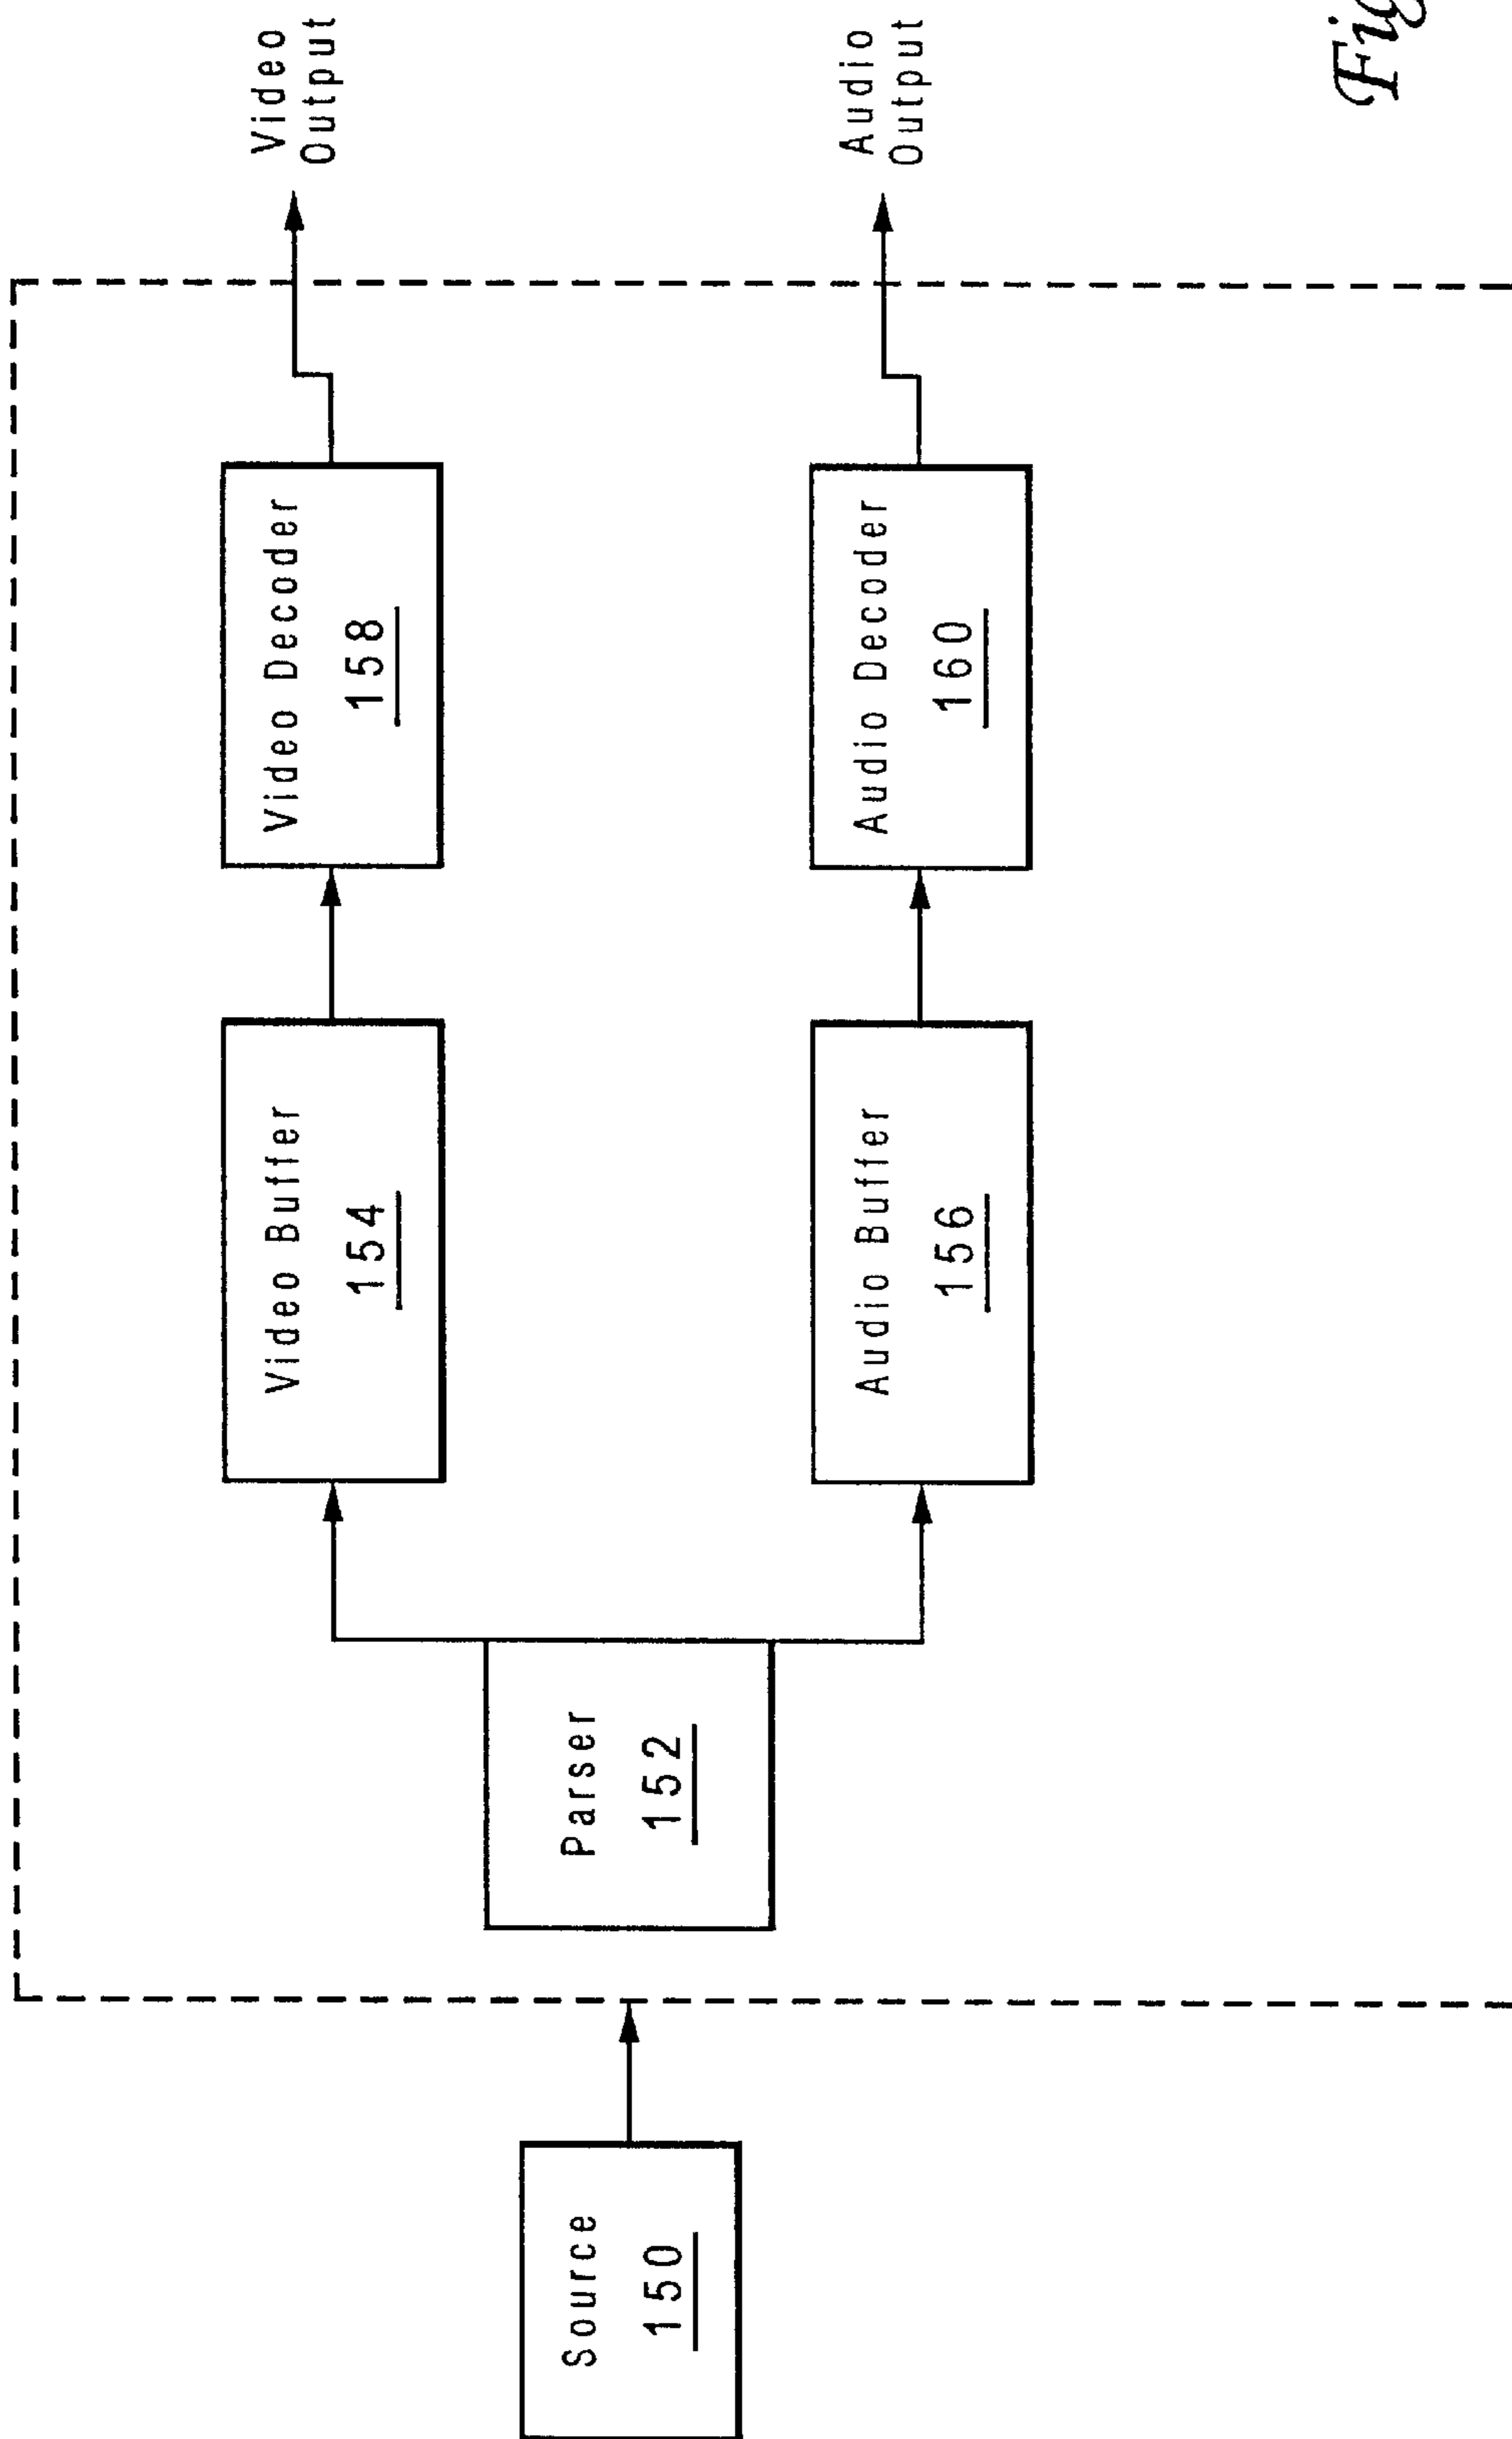 Source
150
Parser
152
Video Buffer
154
Video Decoder
158
Video
Output
Audio Buffer
156
Audio Decoder
160
Audio
Output